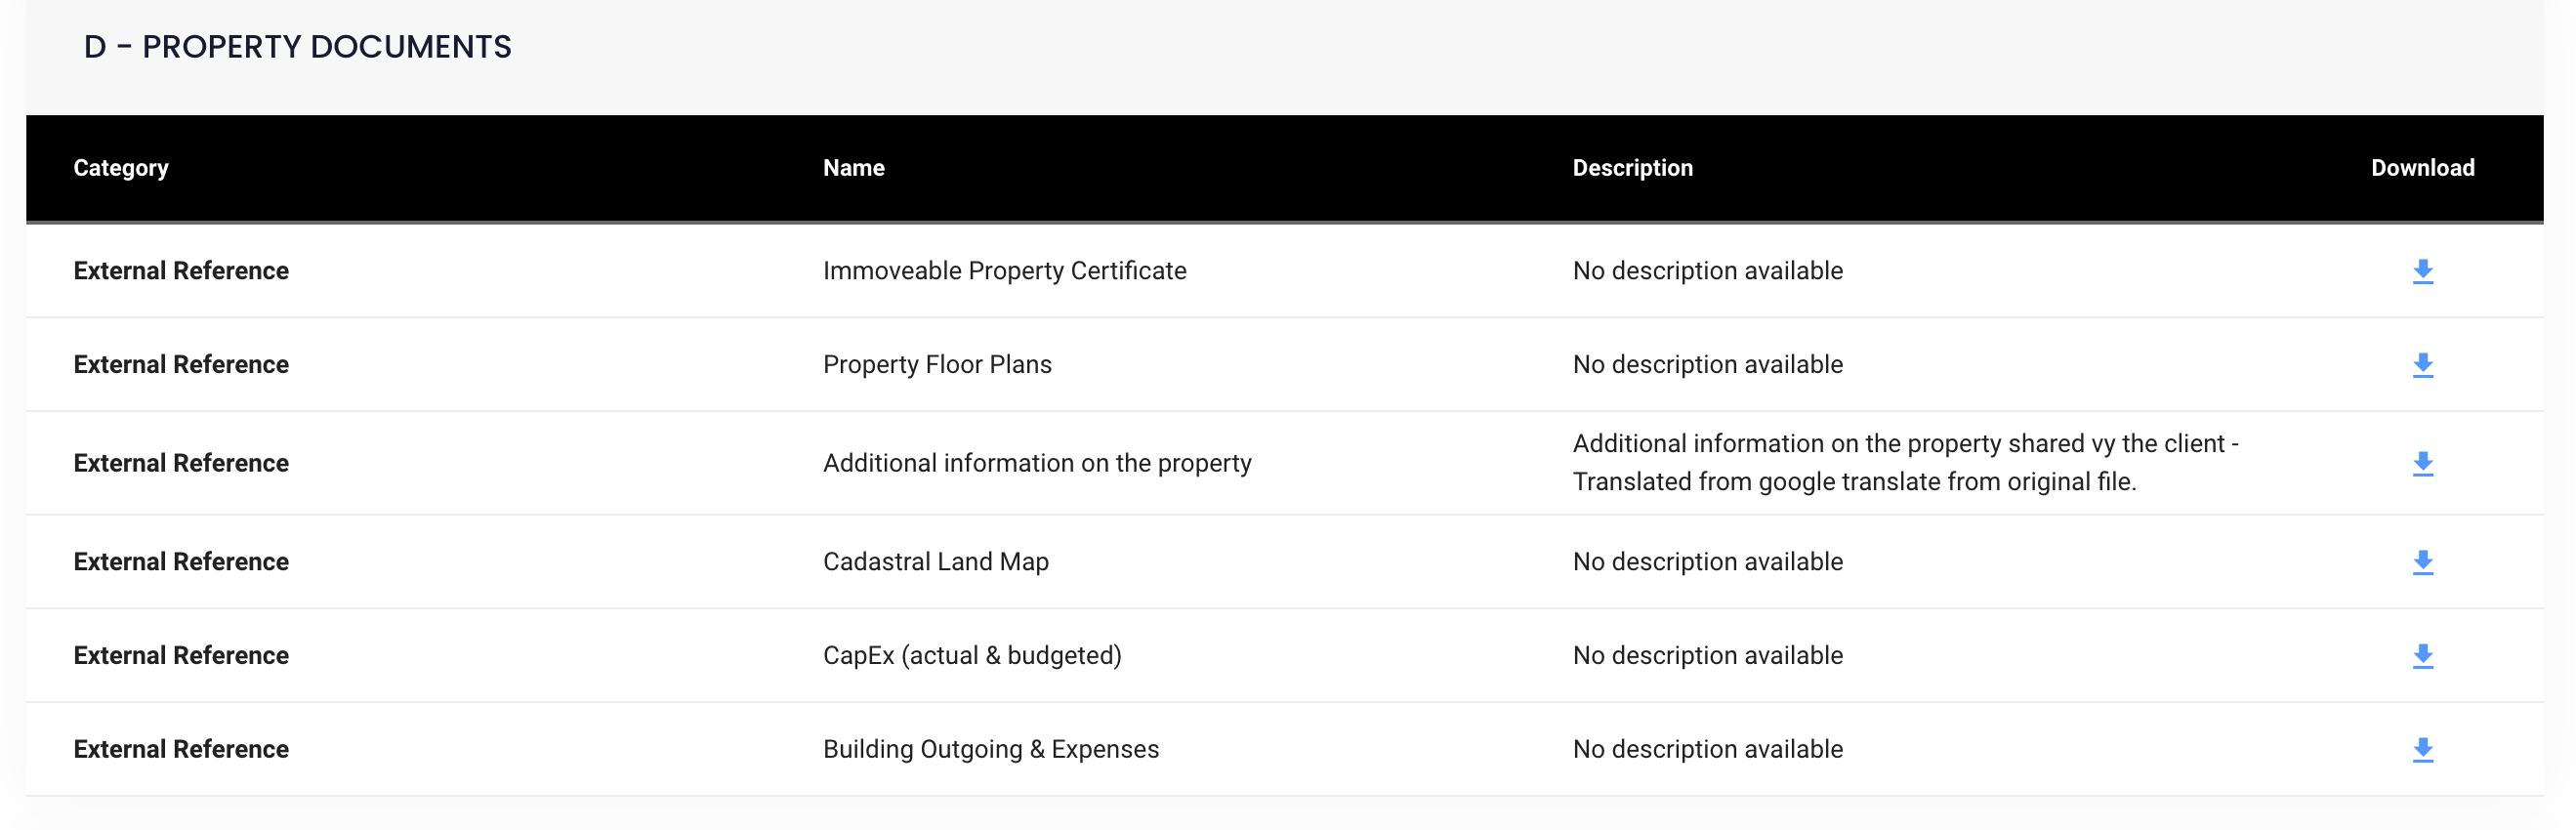 D - PROPERTY DOCUMENTS
Category Name Description Download
External Reference Immoveable Property Certificate No description available
External Reference Property Floor Plans No description available
External Reference Additional information on the property Additional information on the property shared vy the client -
Translated from google translate from original file.
External Reference Cadastral Land Map No description available
External Reference CapEx (actual & budgeted) No description available
External Reference Building Outgoing & Expenses No description available